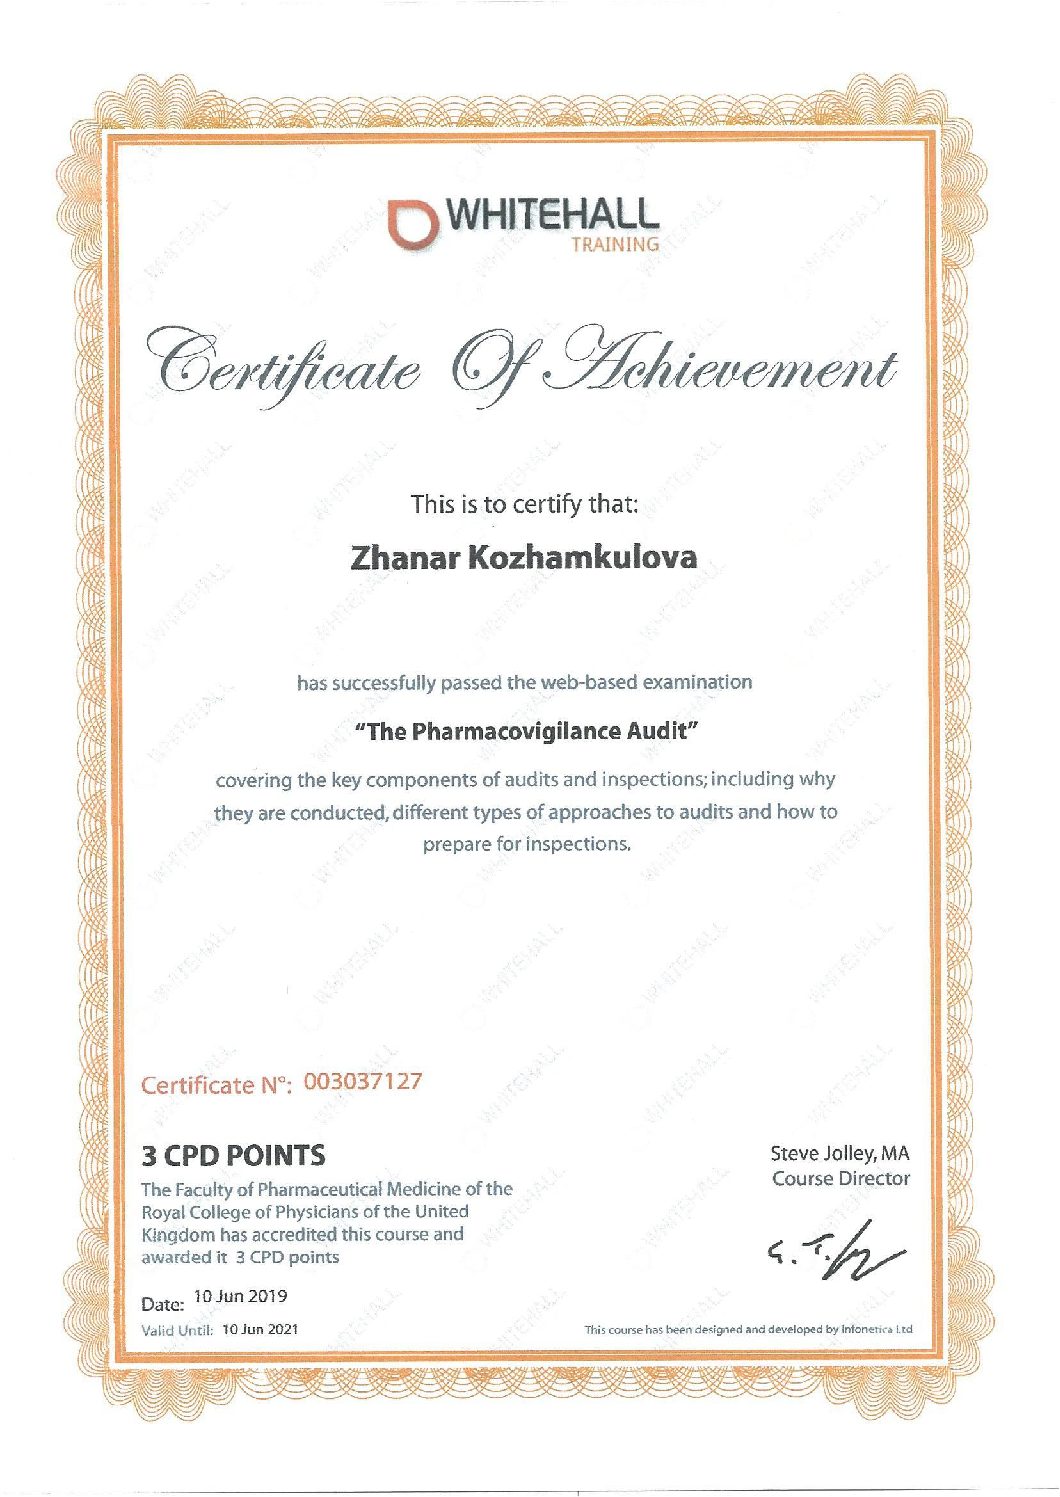 WHITEHALL
TRAINING
Certificate Of Achievement
This is to certify that:
Zhanar Kozhamkulova
has successfully passed the web-based examination
“The Pharmacovigilance Audit”
covering the key components of audits and inspections; including why
they are conducted, different types of approaches to audits and how to
prepare for inspections.
Certificate N°: 003037127
3 CPD POINTS
The Faculty of Pharmaceutical Medicine of the
Royal College of Physicians of the United
Kingdom has accredited this course and
awarded it 3 CPD points
Date: 10 Jun 2019
Valid Until: 10 Jun 2021
Steve Jolley, MA
Course Director
This course has been designed and developed by Infonetica Ltd